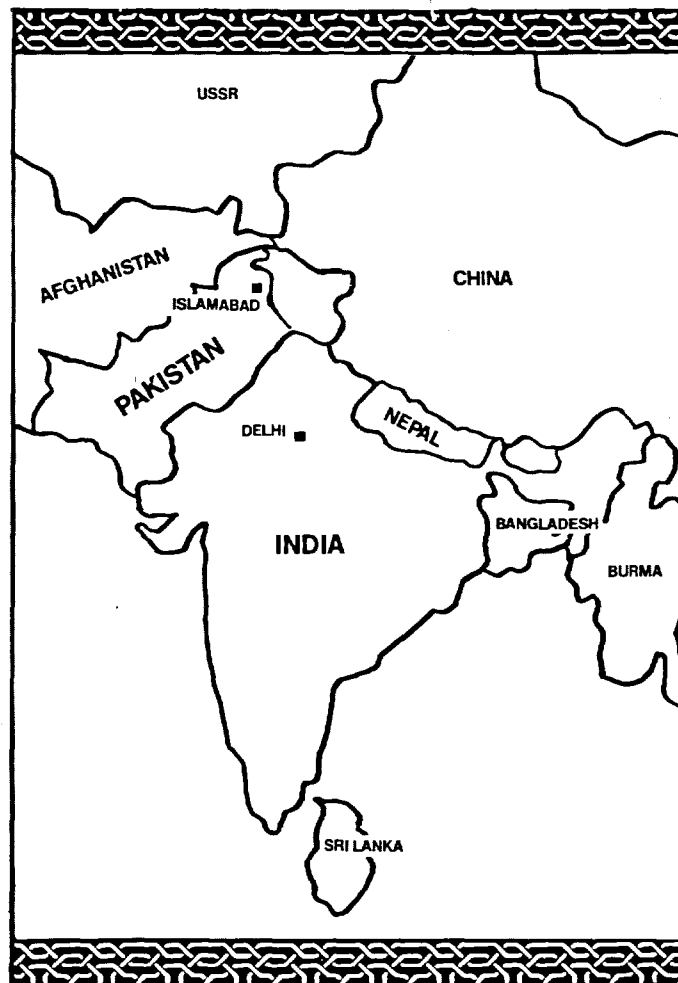 USSR
AFGHANISTAN
CHINA
ISLAMABAD
PAKISTAN
NEPAL
DELHI
BANGLADESH
INDIA
BURMA
SRI LANKA